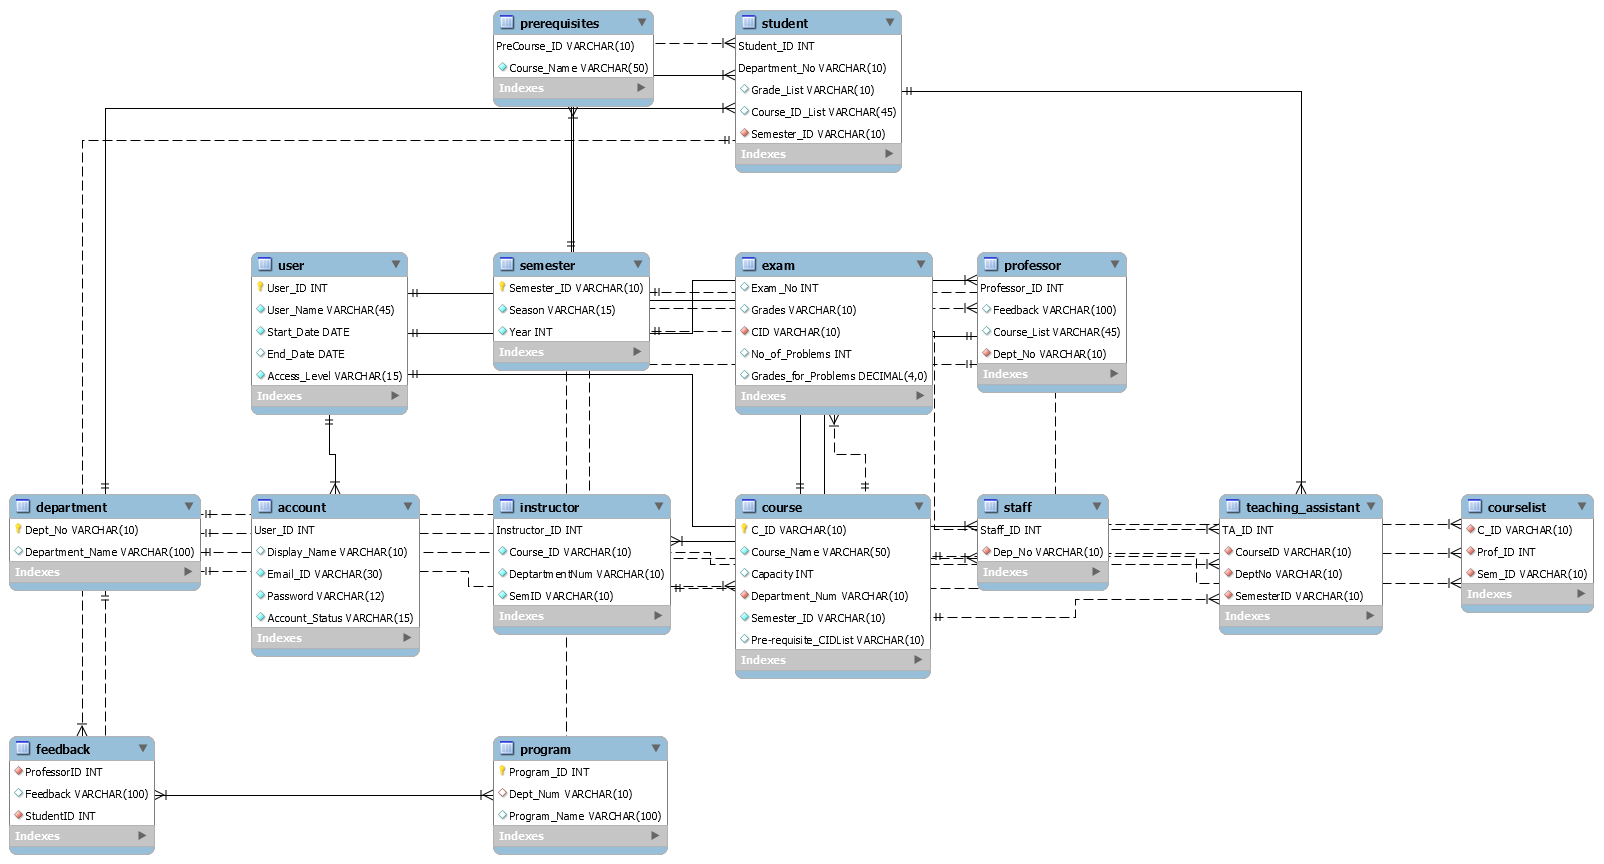 prerequisites
PreCourse_ID VARCHAR(10)
Course_Name VARCHAR(50)
Indexes
student
Student_ID INT
Department_No VARCHAR(10)
Grade_List VARCHAR(10)
Course_ID_List VARCHAR(45)
Semester_ID VARCHAR(10)
Indexes
user
User_ID INT
User_Name VARCHAR(45)
Start_Date DATE
End_Date DATE
Access_Level VARCHAR(15)
Indexes
semester
Semester_ID VARCHAR(10)
Season VARCHAR(15)
Year INT
Indexes
exam
Exam_No INT
Grades VARCHAR(10)
CID VARCHAR(10)
No_of_Problems INT
Grades_for_Problems DECIMAL(4,0)
Indexes
professor
Professor_ID INT
Feedback VARCHAR(100)
Course_List VARCHAR(45)
Dept_No VARCHAR(10)
Indexes
department
Dept_No VARCHAR(10)
Department_Name VARCHAR(100)
Indexes
account
User_ID INT
Display_Name VARCHAR(10)
Email_ID VARCHAR(30)
Password VARCHAR(12)
Account_Status VARCHAR(15)
Indexes
instructor
Instructor_ID INT
Course_ID VARCHAR(10)
DeptartmentNum VARCHAR(10)
SemID VARCHAR(10)
Indexes
course
C_ID VARCHAR(10)
Course_Name VARCHAR(50)
Capacity INT
Department_Num VARCHAR(10)
Semester_ID VARCHAR(10)
Pre-requisite_CIDList VARCHAR(10)
Indexes
staff
Staff_ID INT
Dep_No VARCHAR(10)
Indexes
teaching_assistant
TA_ID INT
CourseID VARCHAR(10)
DeptNo VARCHAR(10)
SemesterID VARCHAR(10)
Indexes
courselist
C_ID VARCHAR(10)
Prof_ID INT
Sem_ID VARCHAR(10)
Indexes
feedback
ProfessorID INT
Feedback VARCHAR(100)
StudentID INT
Indexes
program
Program_ID INT
Dept_Num VARCHAR(10)
Program_Name VARCHAR(100)
Indexes